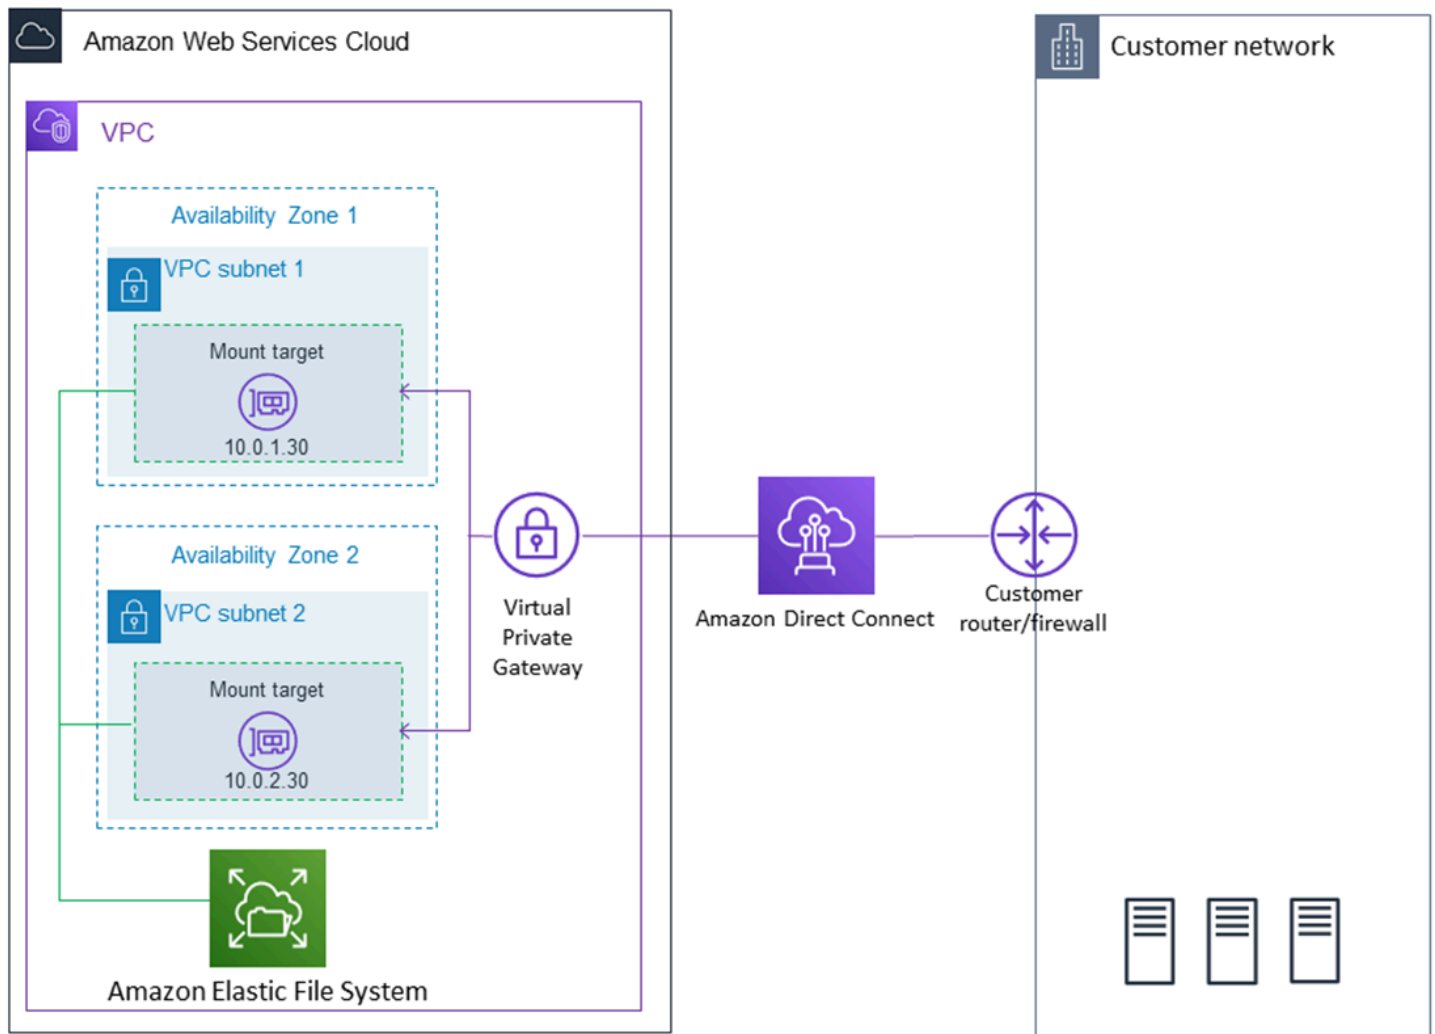 Amazon Web Services Cloud
Customer network
VPC
Availability Zone 1
VPC subnet 1
Mount target
10.0.1.30
Availability Zone 2
VPC subnet 2
Mount target
10.0.2.30
Virtual
Private
Gateway
Amazon Direct Connect
Customer
router/firewall
Amazon Elastic File System